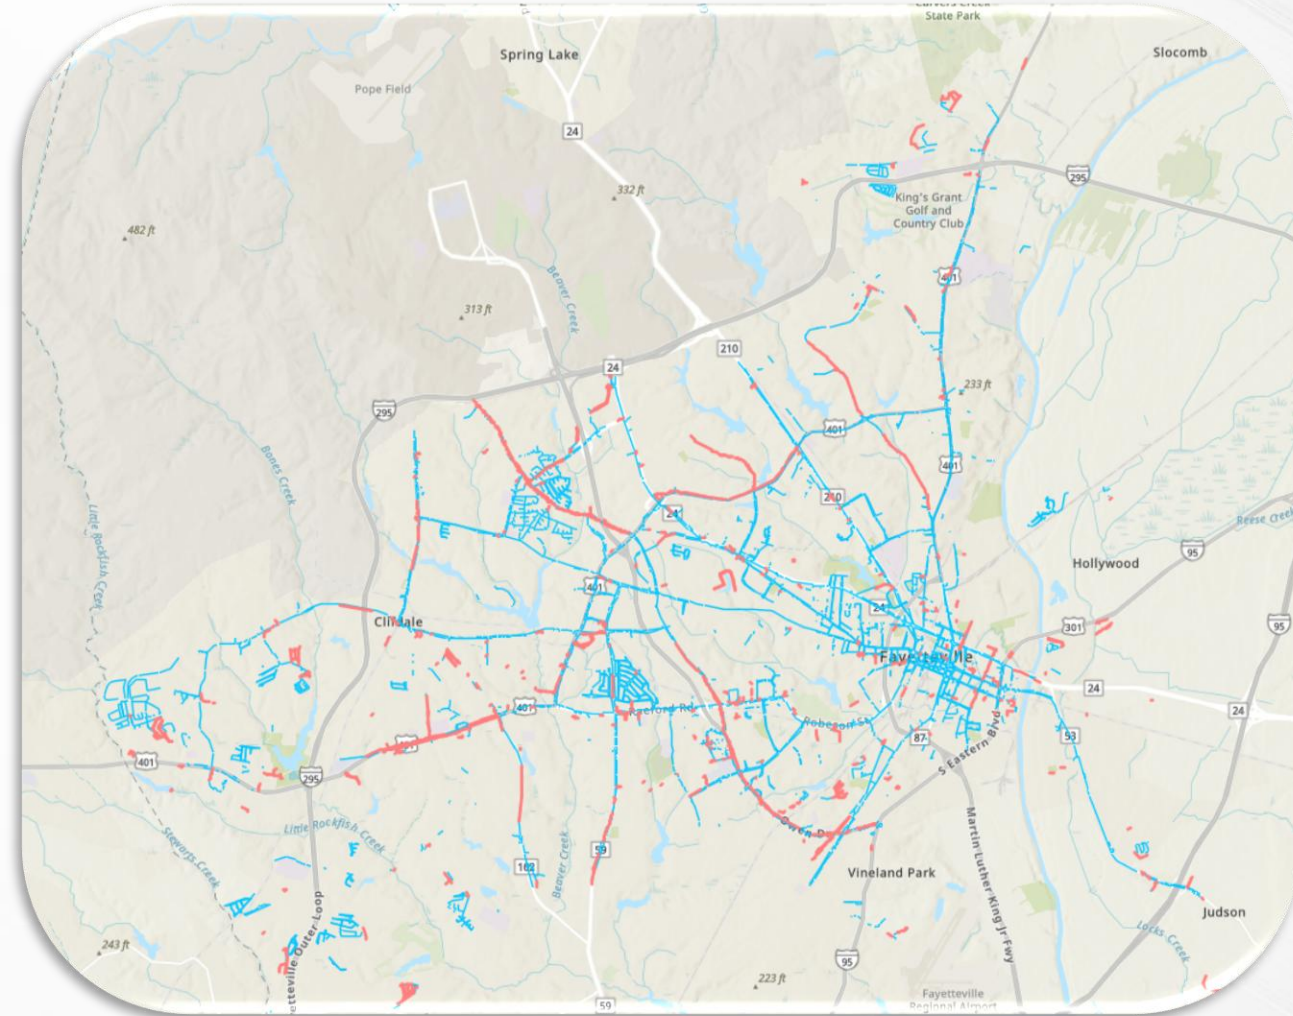 State Park
Spring Lake
Slocomb
Pope Field
24
295
332 ft
King's Grant
Golf and
Country Club
482 ft
Beaver Creek
401
313 ft
210
24
233 ft
295
401
Bones Creek
401
210
24
Little Rockfish Creek
Reese Creek
95
Hollywood
401
24
301
95
Fayetteville
24
Raeford Rd
401
Robeson St
24
53
87
S Eastern Blvd
401
295
Little Rockfish Creek
Stewarts Creek
Owen D
Martin Luther King Jr Fwy
162
59
Beaver Creek
Vineland Park
Judson
etteville Outer Loop
Locks Creek
243 ft
95
223 ft
Fayetteville
Regional Airport
59